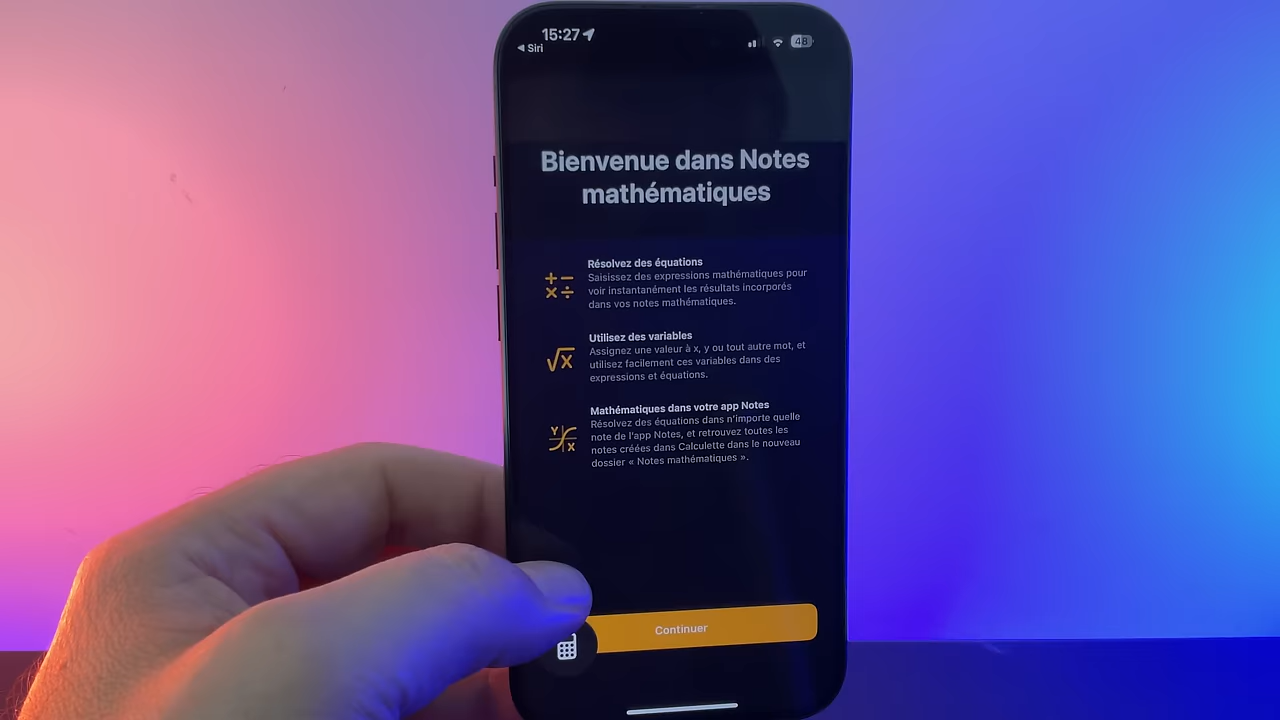 15:27
◀ Siri
48
Bienvenue dans Notes
mathématiques
Résolvez des équations
Saisissez des expressions mathématiques pour
voir instantanément les résultats incorporés
dans vos notes mathématiques.
Utilisez des variables
Assignez une valeur à x, y ou tout autre mot, et
utilisez facilement ces variables dans des
expressions et équations.
Mathématiques dans votre app Notes
Résolvez des équations dans n'importe quelle
note de l'app Notes, et retrouvez toutes les
notes créées dans Calculette dans le nouveau
dossier « Notes mathématiques ».
Continuer